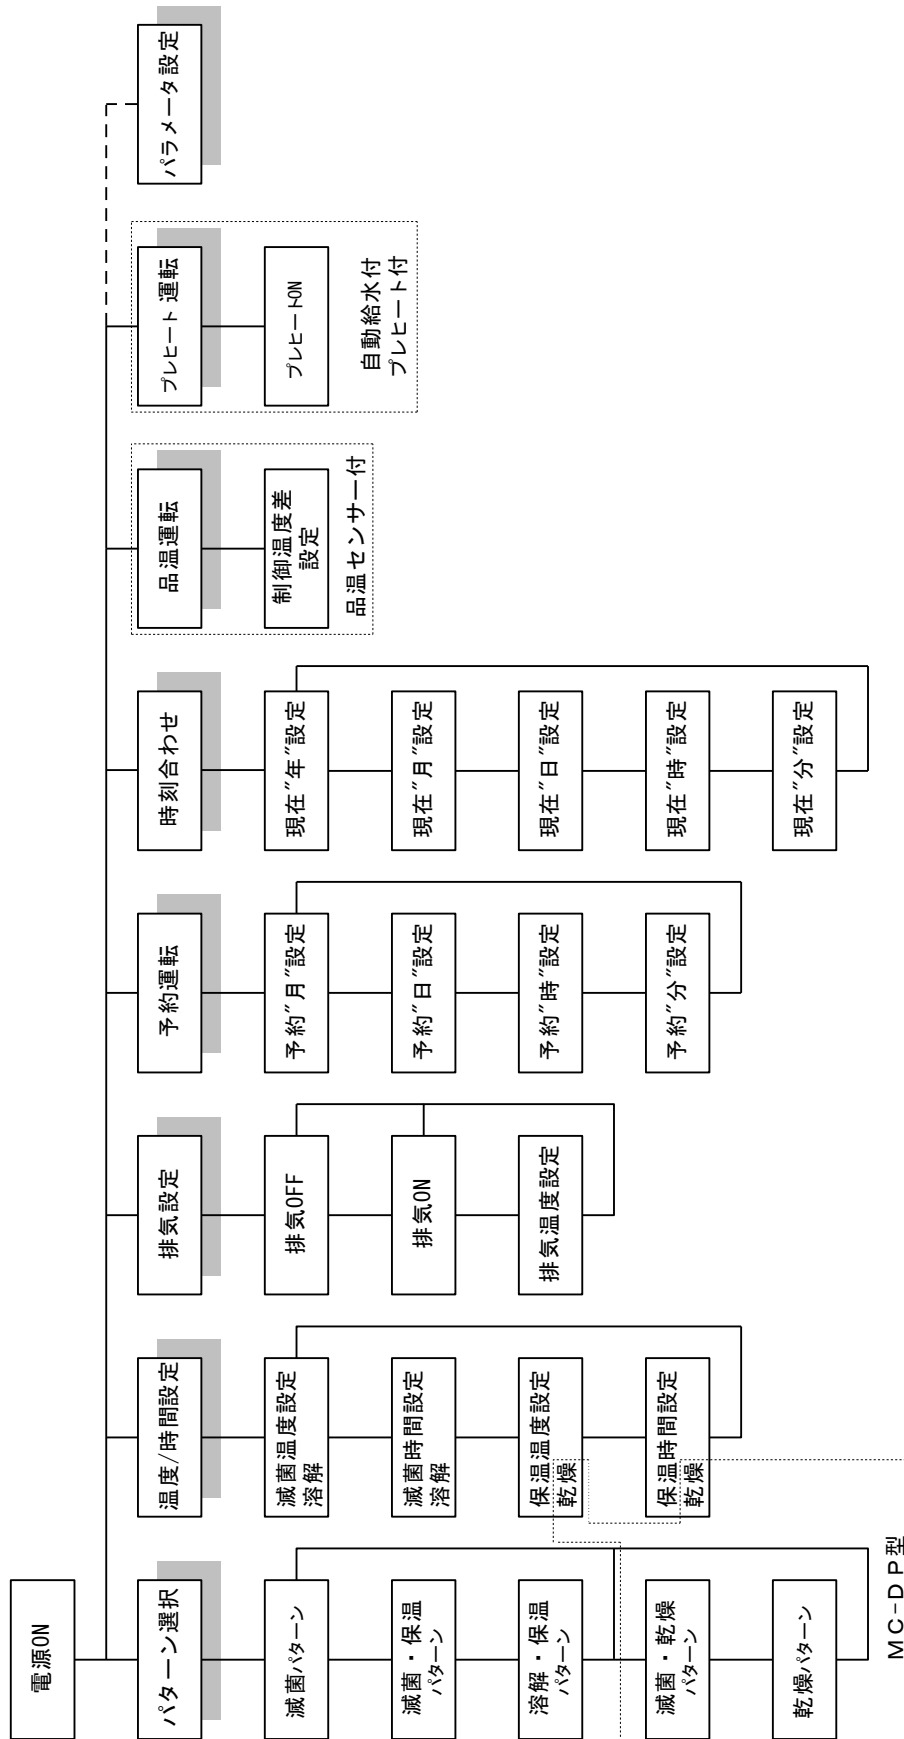 電源ON
パターン選択
滅菌パターン
滅菌・保温
パターン
溶解・保温
パターン
滅菌・乾燥
パターン
乾燥パターン
MC-DP型
温度/時間設定
滅菌温度設定
溶解
滅菌時間設定
溶解
保温温度設定
乾燥
保温時間設定
乾燥
排気設定
排気OFF
排気ON
排気温度設定
予約運転
予約″月″設定
予約″日″設定
予約″時″設定
予約″分″設定
時刻合わせ
現在″年″設定
現在″月″設定
現在″日″設定
現在″時″設定
現在″分″設定
品温運転
制御温度差
設定
品温センサー付
プレヒート運転
プレヒートON
自動給水付
プレヒート付
パラメータ設定